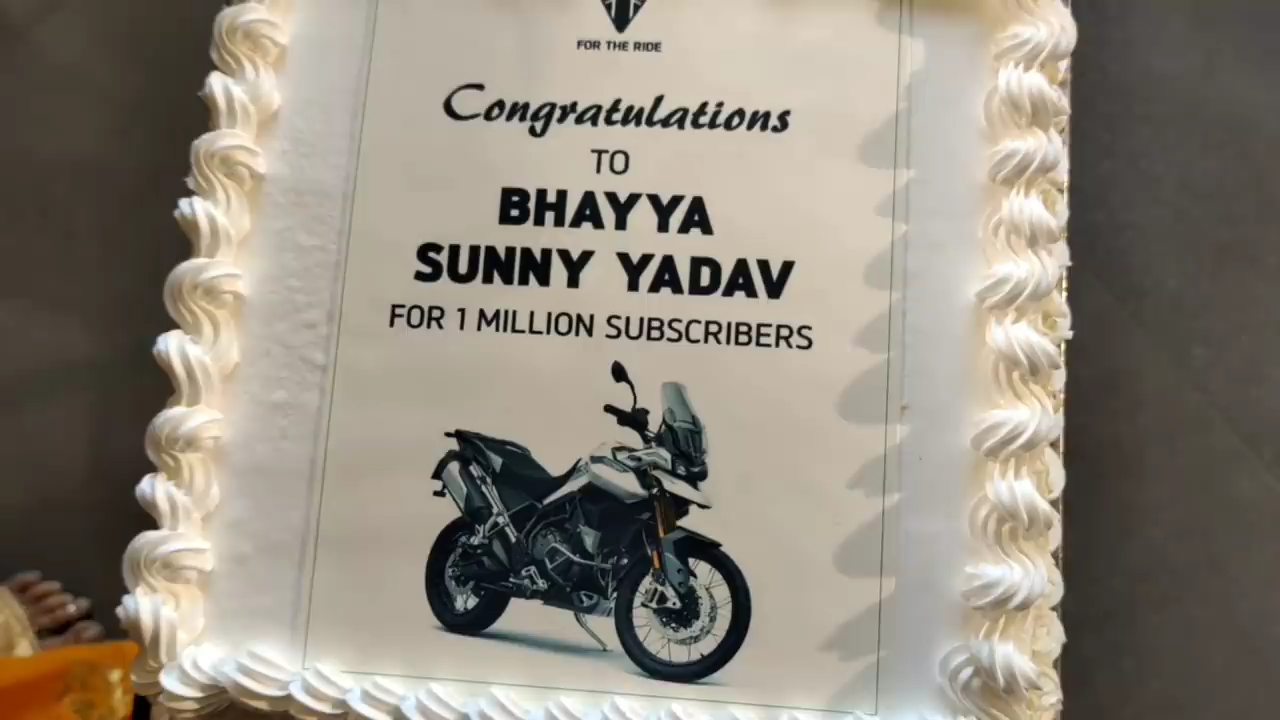 FOR THE RIDE
Congratulations
TO
BHAYYA
SUNNY YADAV
FOR 1 MILLION SUBSCRIBERS